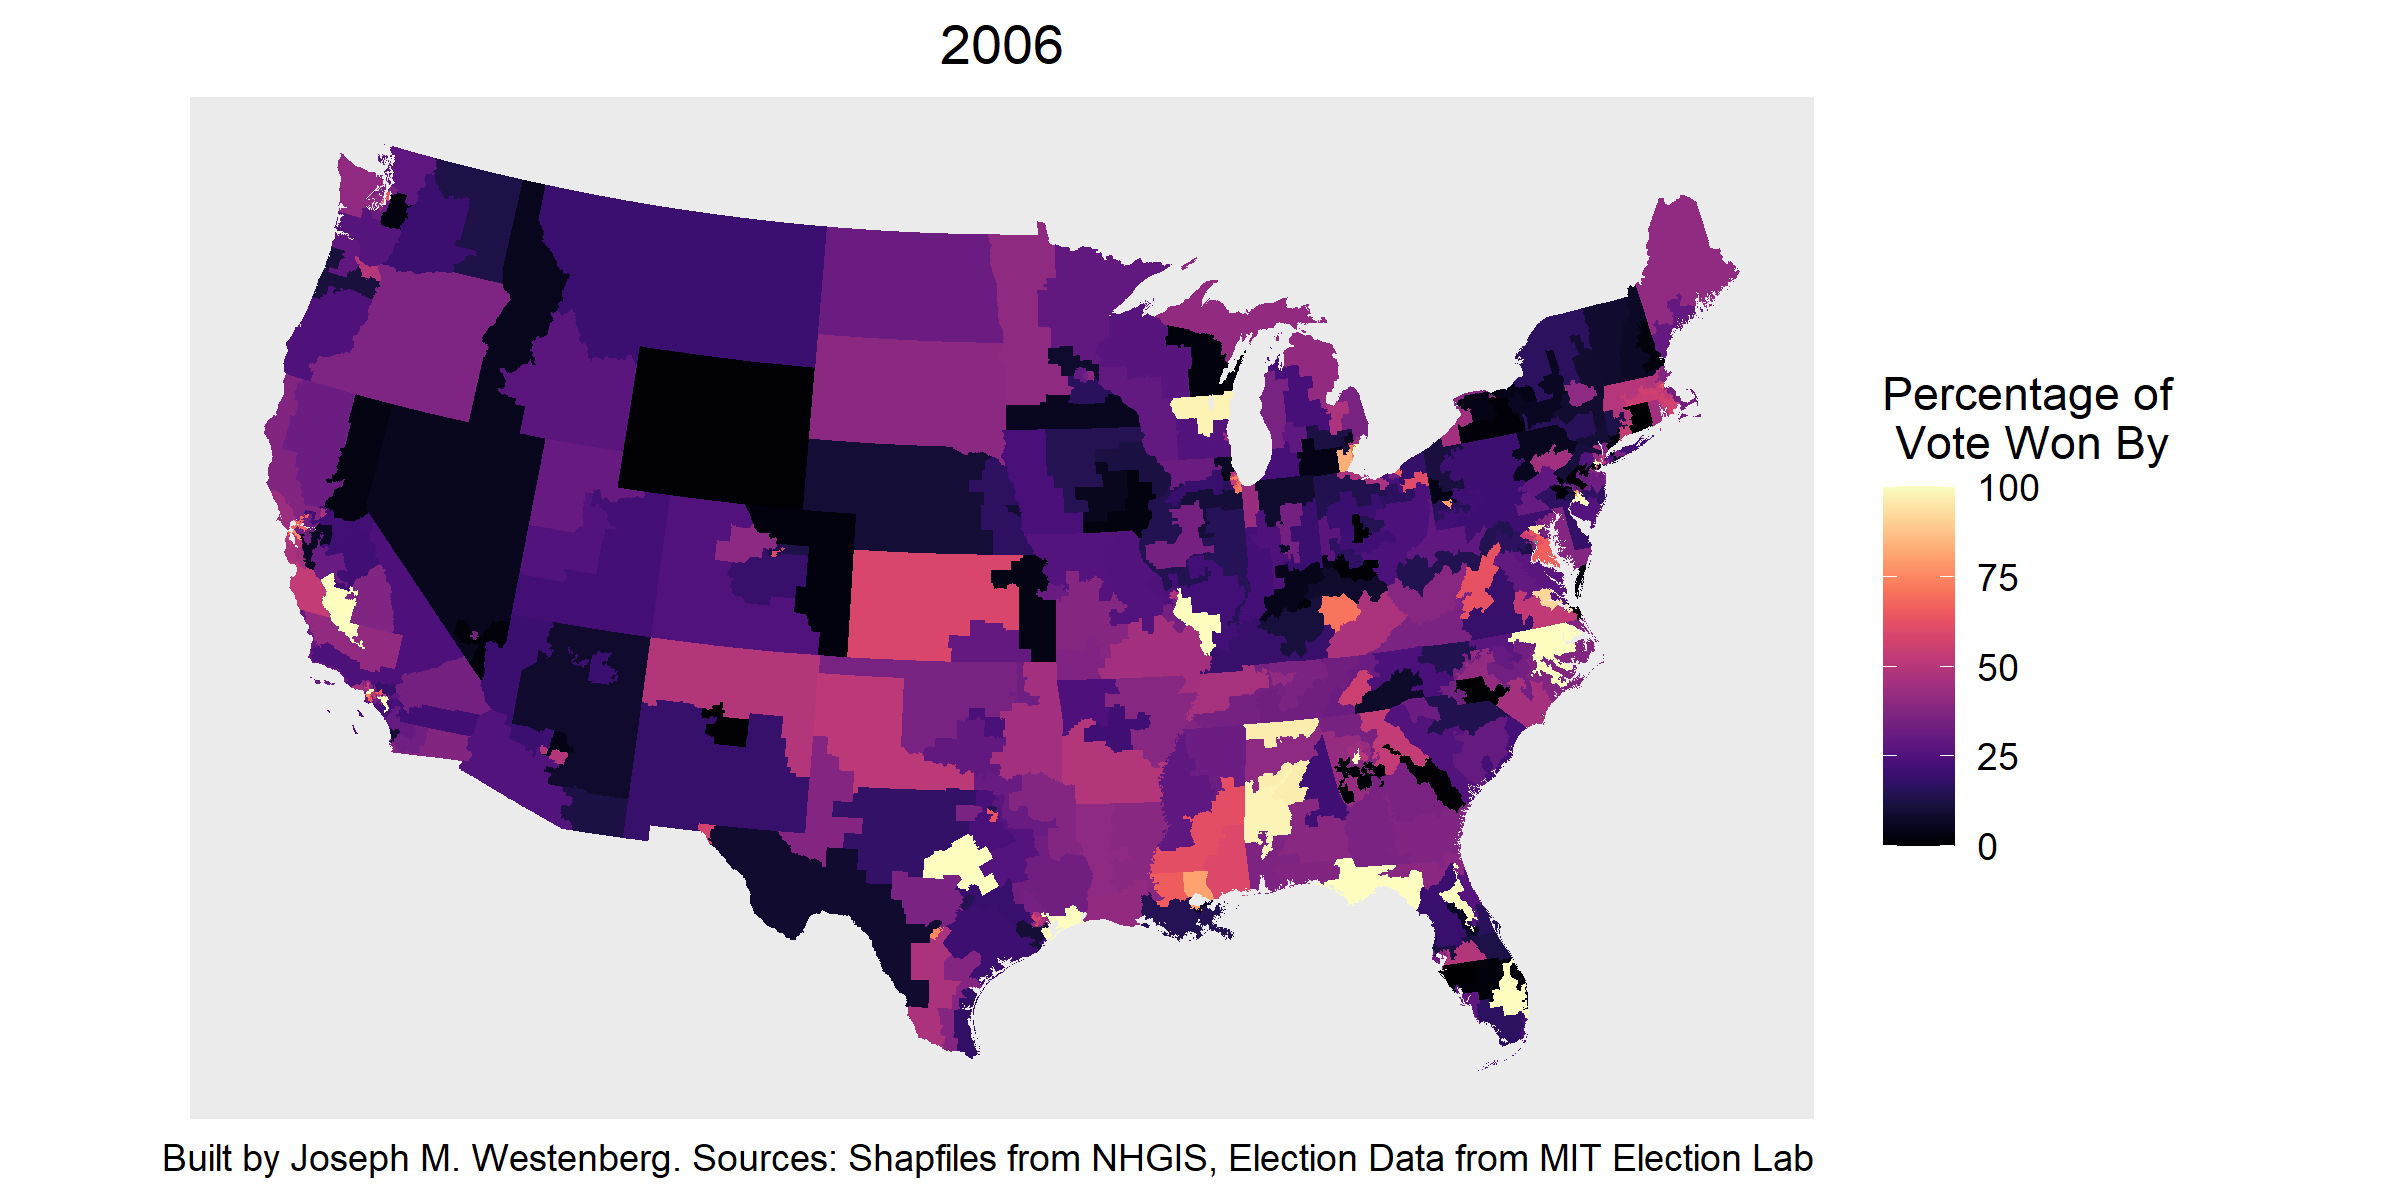 2006
Percentage of
Vote Won By
100
75
50
25
0
Built by Joseph M. Westenberg. Sources: Shapfiles from NHGIS, Election Data from MIT Election Lab